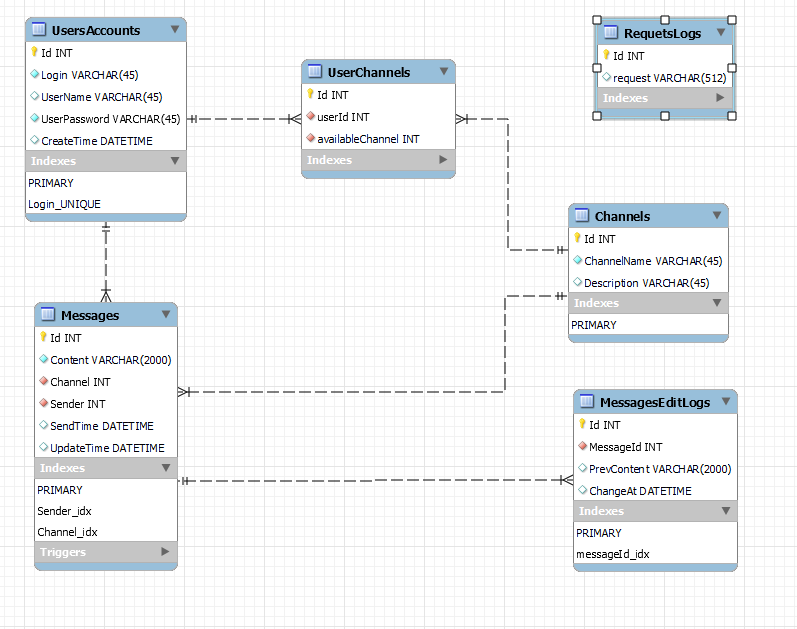 UsersAccounts
Id INT
Login VARCHAR(45)
UserName VARCHAR(45)
UserPassword VARCHAR(45)
CreateTime DATETIME
Indexes
PRIMARY
Login_UNIQUE
UserChannels
Id INT
userId INT
availableChannel INT
Indexes
RequetsLogs
Id INT
request VARCHAR(512)
Indexes
Channels
Id INT
ChannelName VARCHAR(45)
Description VARCHAR(45)
Indexes
PRIMARY
Messages
Id INT
Content VARCHAR(2000)
Channel INT
Sender INT
SendTime DATETIME
UpdateTime DATETIME
Indexes
PRIMARY
Sender_idx
Channel_idx
Triggers
MessagesEditLogs
Id INT
MessageId INT
PrevContent VARCHAR(2000)
ChangeAt DATETIME
Indexes
PRIMARY
messageId_idx